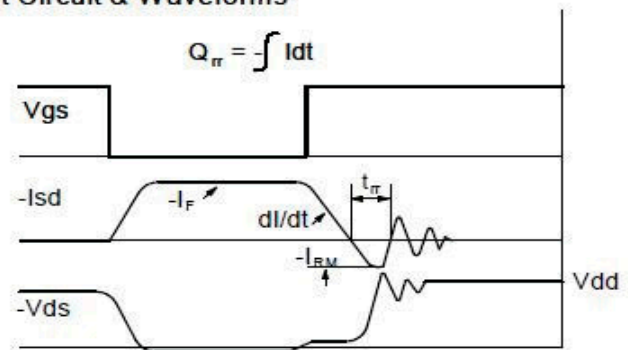 Circuit & Waveforms
Qrr = -∫ Idt
Vgs
-Isd
-IF
dI/dt
trr
-IRM
-Vds
Vdd